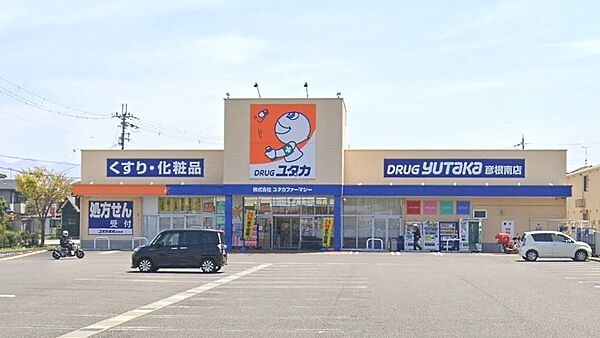 くすり・化粧品
DRUG ユタカ
株式会社 ユタカファーマシー
DRUG YUTAKA 彦根南店
処方せん
受付